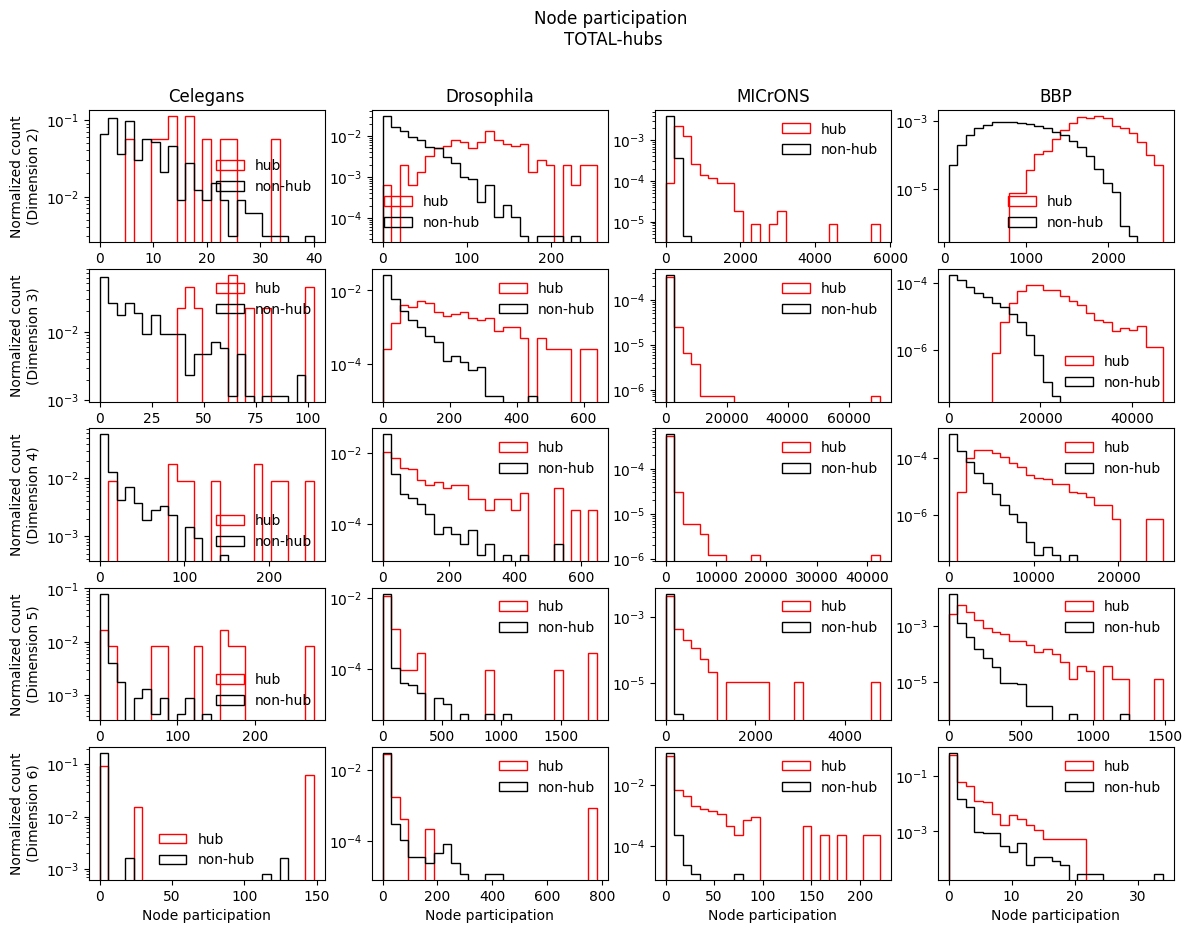 Node participation
TOTAL-hubs
Celegans
Drosophila
MICrONS
BBP
Normalized count
(Dimension 2)
10⁻¹
10⁻²
0 10 20 30 40
hub
non-hub
10⁻²
10⁻³
10⁻⁴
0 100 200
hub
non-hub
10⁻³
10⁻⁴
10⁻⁵
0 2000 4000 6000
hub
non-hub
10⁻³
10⁻⁵
0 1000 2000
hub
non-hub
Normalized count
(Dimension 3)
10⁻²
10⁻³
0 25 50 75 100
hub
non-hub
10⁻²
10⁻⁴
0 200 400 600
hub
non-hub
10⁻⁴
10⁻⁵
10⁻⁶
0 20000 40000 60000
hub
non-hub
10⁻⁴
10⁻⁶
0 20000 40000
hub
non-hub
Normalized count
(Dimension 4)
10⁻²
10⁻³
0 100 200
hub
non-hub
10⁻²
10⁻⁴
0 200 400 600
hub
non-hub
10⁻⁴
10⁻⁵
10⁻⁶
0 10000 20000 30000 40000
hub
non-hub
10⁻⁴
10⁻⁶
0 10000 20000
hub
non-hub
Normalized count
(Dimension 5)
10⁻¹
10⁻²
10⁻³
0 100 200
hub
non-hub
10⁻²
10⁻⁴
0 500 1000 1500
hub
non-hub
10⁻³
10⁻⁵
0 2000 4000
hub
non-hub
10⁻³
10⁻⁵
0 500 1000 1500
hub
non-hub
Normalized count
(Dimension 6)
10⁻¹
10⁻²
10⁻³
0 50 100 150
hub
non-hub
Node participation
10⁻²
10⁻⁴
0 200 400 600 800
hub
non-hub
Node participation
10⁻²
10⁻⁴
0 50 100 150 200
hub
non-hub
Node participation
10⁻¹
10⁻³
0 10 20 30
hub
non-hub
Node participation